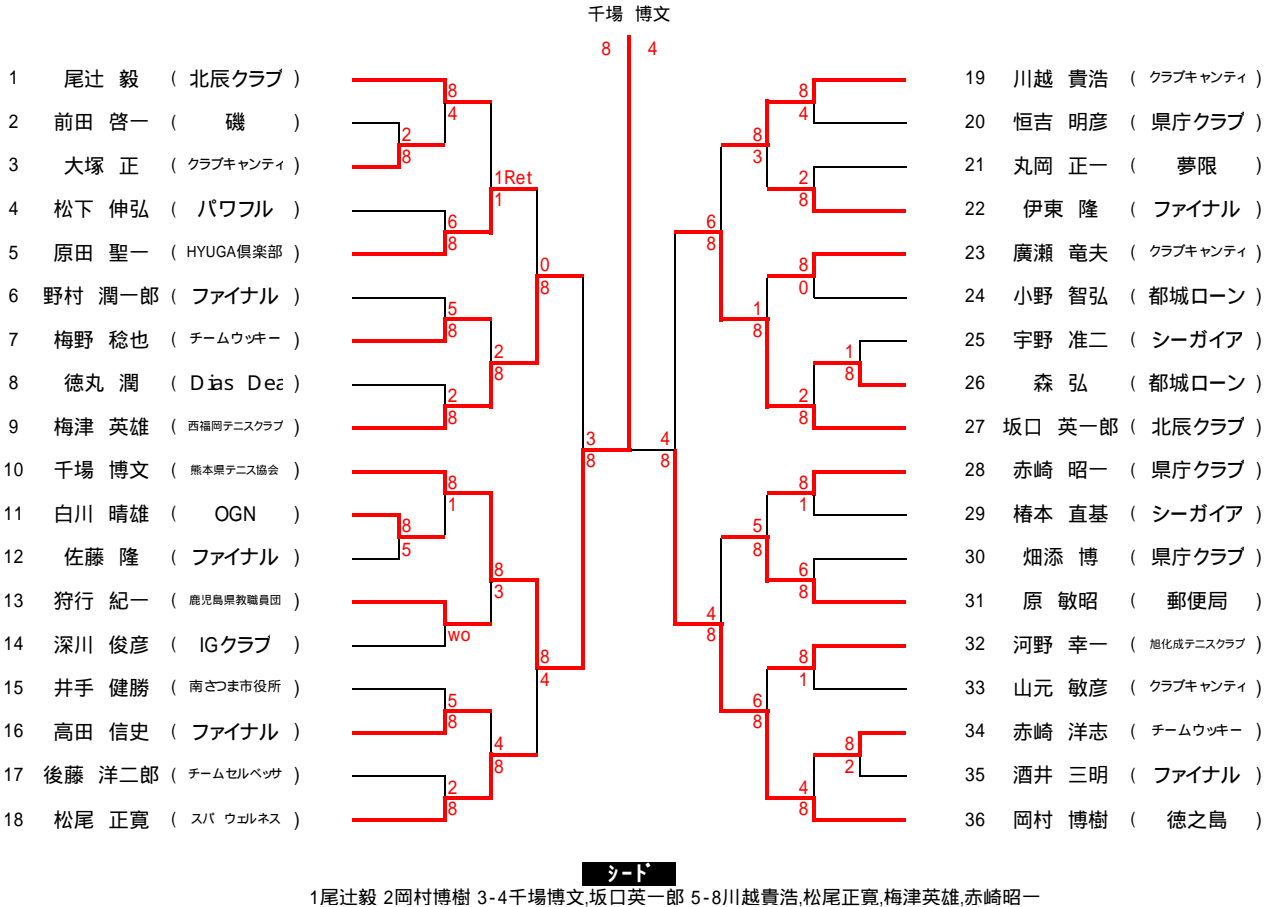 千場 博文
8 4
1 尾辻 毅 ( 北辰クラブ )
8
2 前田 啓一 ( 磯 )
4
2
3 大塚 正 ( クラブキャンティ )
8
1Ret
4 松下 伸弘 ( パワフル )
1
6
5 原田 聖一 ( HYUGA倶楽部 )
8
0
6 野村 潤一郎 ( ファイナル )
8
5
7 梅野 稔也 ( チームウッキー )
8
2
8 徳丸 潤 ( Dias Dea )
8
2
9 梅津 英雄 ( 西福岡テニスクラブ )
8
3
10 千場 博文 ( 熊本県テニス協会 )
8
8
11 白川 晴雄 ( OGN )
1
8
12 佐藤 隆 ( ファイナル )
5
8
13 狩行 紀一 ( 鹿児島県教職員団 )
3
14 深川 俊彦 ( IGクラブ )
wo
8
15 井手 健勝 ( 南さつま市役所 )
4
5
16 高田 信史 ( ファイナル )
8
4
17 後藤 洋二郎 ( チームセルベッサ )
8
2
18 松尾 正寛 ( スパ ウェルネス )
8
19 川越 貴浩 ( クラブキャンティ )
8
20 恒吉 明彦 ( 県庁クラブ )
4
8
21 丸岡 正一 ( 夢限 )
3
2
22 伊東 隆 ( ファイナル )
8
6
23 廣瀬 竜夫 ( クラブキャンティ )
8
8
24 小野 智弘 ( 都城ローン )
0
1
25 宇野 准二 ( シーガイア )
8
1
26 森 弘 ( 都城ローン )
8
2
27 坂口 英一郎 ( 北辰クラブ )
8
4
28 赤崎 昭一 ( 県庁クラブ )
8
8
29 椿本 直基 ( シーガイア )
1
5
30 畑添 博 ( 県庁クラブ )
8
6
31 原 敏昭 ( 郵便局 )
8
4
32 河野 幸一 ( 旭化成テニスクラブ )
8
8
33 山元 敏彦 ( クラブキャンティ )
1
6
34 赤崎 洋志 ( チームウッキー )
8
8
35 酒井 三明 ( ファイナル )
2
4
36 岡村 博樹 ( 徳之島 )
8
シード
1尾辻毅 2岡村博樹 3-4千場博文,坂口英一郎 5-8川越貴浩,松尾正寛,梅津英雄,赤崎昭一